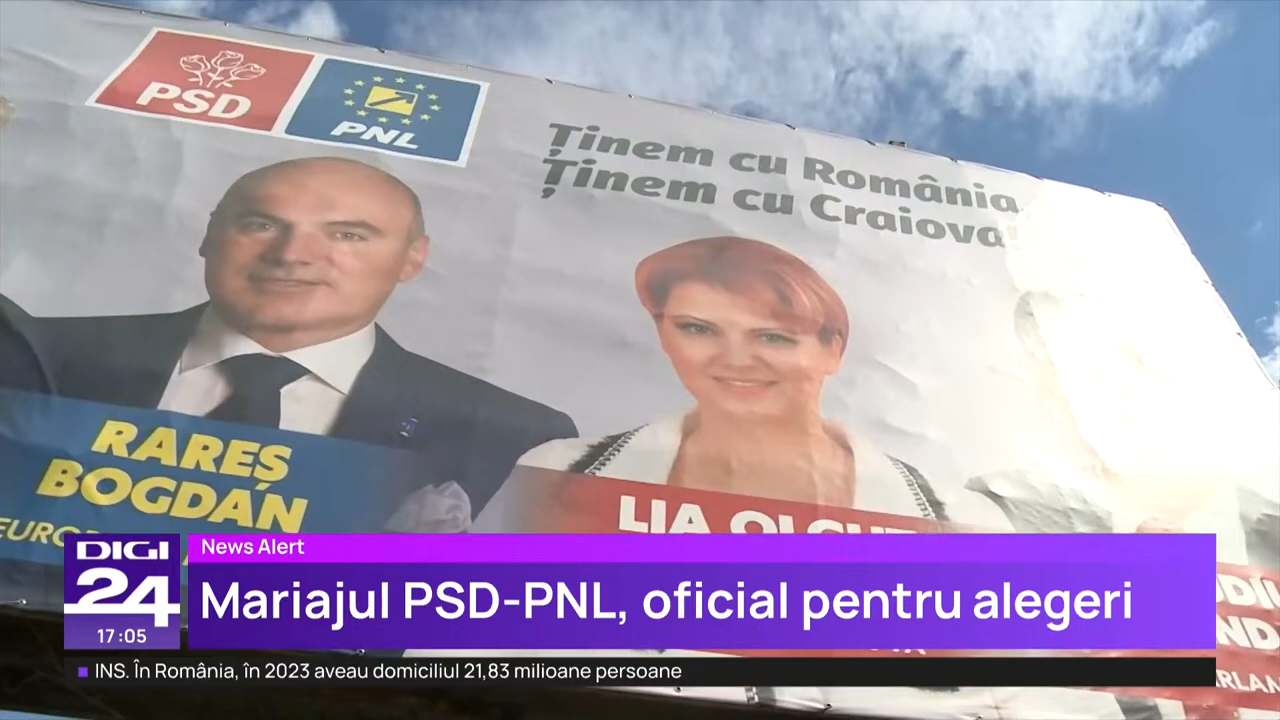 PSD
PNL
Ținem cu România
Ținem cu Craiova!
RAREȘ
BOGDAN
LIA
News Alert
DIGI
24
17:05
Mariajul PSD-PNL, oficial pentru alegeri
INS. În România, în 2023 aveau domiciliul 21,83 milioane persoane